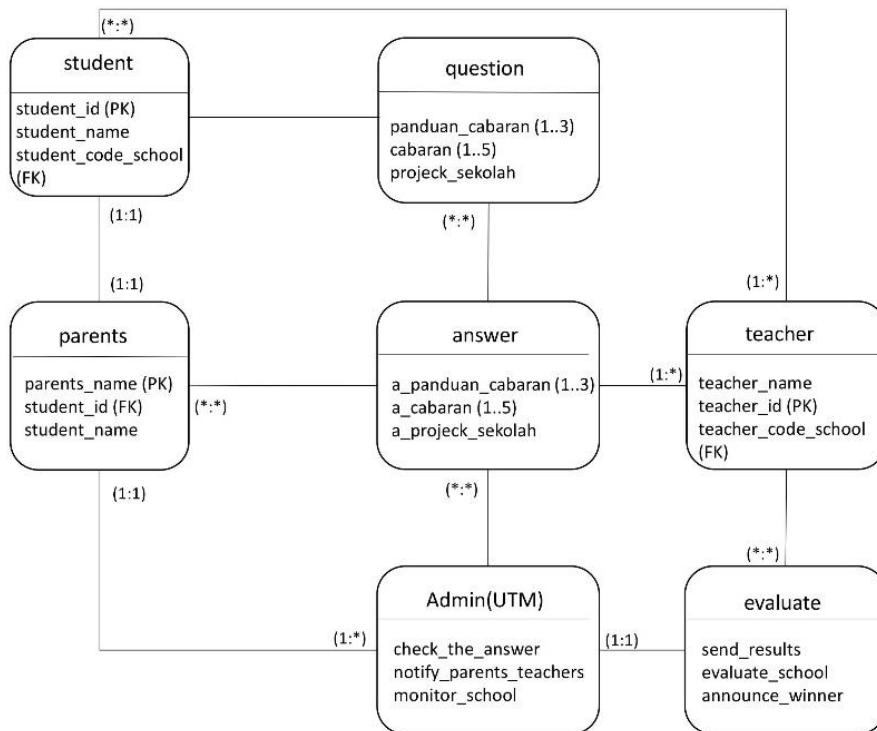 (*:*)
student
student_id (PK)
student_name
student_code_school
(FK)
question
panduan_cabaran (1..3)
cabaran (1..5)
projeck_sekolah
(1:1)
(*:*)
(1:1)
(1:*)
parents
parents_name (PK)
student_id (FK)
student_name
(*:*)
answer
a_panduan_cabaran (1..3)
a_cabaran (1..5)
a_projeck_sekolah
(1:*)
teacher
teacher_name
teacher_id (PK)
teacher_code_school
(FK)
(1:1)
(*:*)
(*:*)
(1:*)
Admin(UTM)
check_the_answer
notify_parents_teachers
monitor_school
(1:1)
evaluate
send_results
evaluate_school
announce_winner